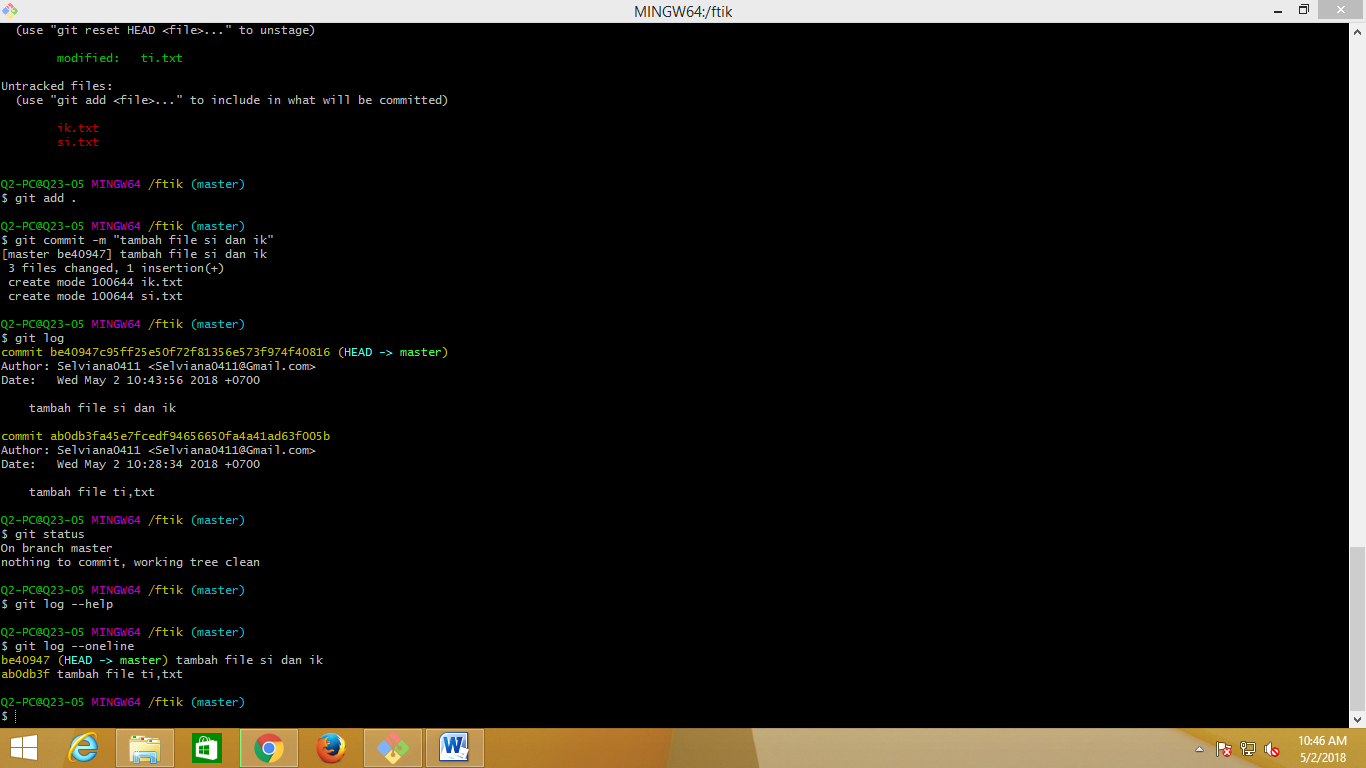 MINGW64:/ftik
  (use "git reset HEAD <file>..." to unstage)
        modified:   ti.txt
Untracked files:
  (use "git add <file>..." to include in what will be committed)
        ik.txt
        si.txt
Q2-PC@Q23-05 MINGW64 /ftik (master)
$ git add .
Q2-PC@Q23-05 MINGW64 /ftik (master)
$ git commit -m "tambah file si dan ik"
[master be40947] tambah file si dan ik
 3 files changed, 1 insertion(+)
 create mode 100644 ik.txt
 create mode 100644 si.txt
Q2-PC@Q23-05 MINGW64 /ftik (master)
$ git log
commit be40947c95ff25e50f72f81356e573f974f40816 (HEAD -> master)
Author: Selviana0411 <Selviana0411@Gmail.com>
Date:   Wed May 2 10:43:56 2018 +0700
    tambah file si dan ik
commit ab0db3fa45e7fcedf94656650fa4a41ad63f005b
Author: Selviana0411 <Selviana0411@Gmail.com>
Date:   Wed May 2 10:28:34 2018 +0700
    tambah file ti,txt
Q2-PC@Q23-05 MINGW64 /ftik (master)
$ git status
On branch master
nothing to commit, working tree clean
Q2-PC@Q23-05 MINGW64 /ftik (master)
$ git log --help
Q2-PC@Q23-05 MINGW64 /ftik (master)
$ git log --oneline
be40947 (HEAD -> master) tambah file si dan ik
ab0db3f tambah file ti,txt
Q2-PC@Q23-05 MINGW64 /ftik (master)
$
10:46 AM
5/2/2018